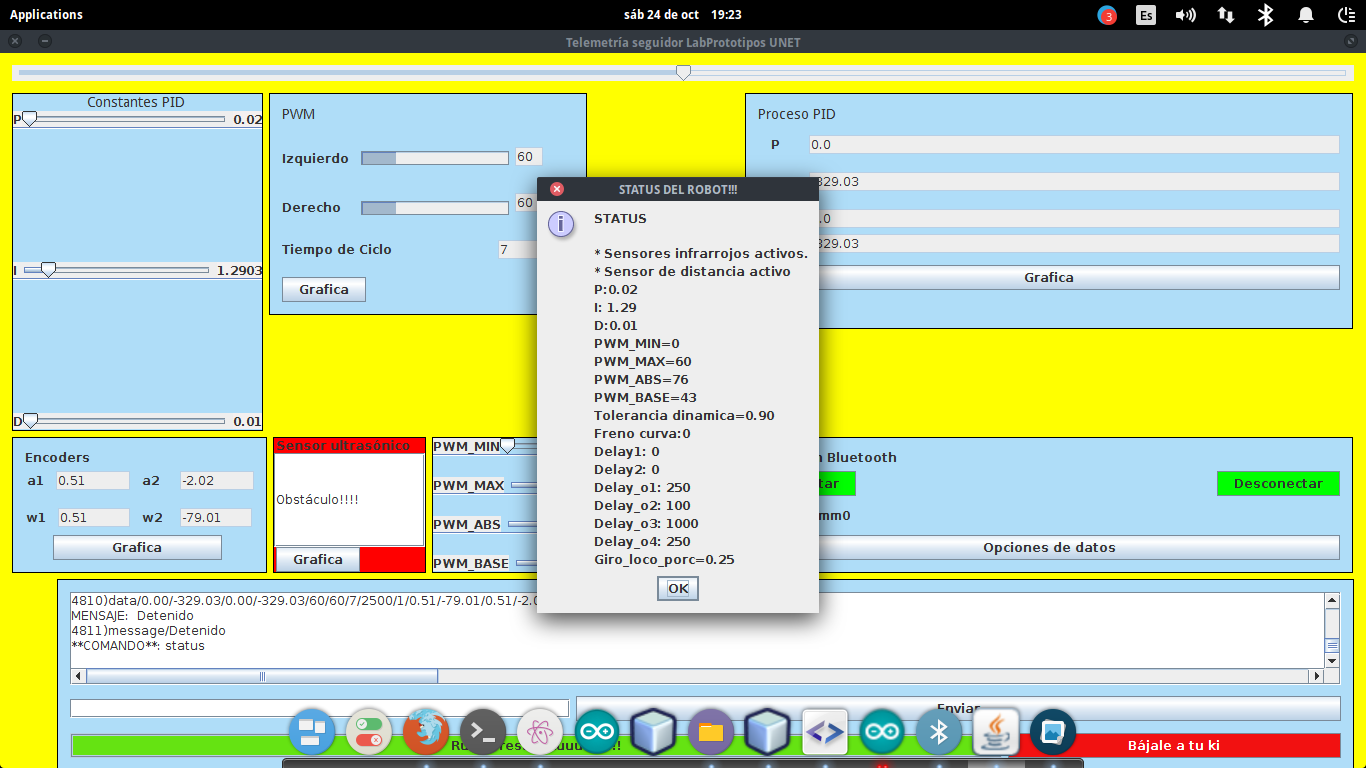 Applications
sáb 24 de oct 19:23
3
Es
Telemetría seguidor LabPrototipos UNET
Constantes PID
P
0.02
I
1.2903
D
0.01
PWM
Izquierdo
60
Derecho
60
Tiempo de Ciclo
7
Grafica
Proceso PID
P
0.0
329.03
.0
329.03
Grafica
STATUS DEL ROBOT!!!
STATUS
* Sensores infrarrojos activos.
* Sensor de distancia activo
P:0.02
I: 1.29
D:0.01
PWM_MIN=0
PWM_MAX=60
PWM_ABS=76
PWM_BASE=43
Tolerancia dinamica=0.90
Freno curva:0
Delay1: 0
Delay2: 0
Delay_o1: 250
Delay_o2: 100
Delay_o3: 1000
Delay_o4: 250
Giro_loco_porc=0.25
OK
Encoders
a1
0.51
a2
-2.02
w1
0.51
w2
-79.01
Grafica
Sensor ultrasónico
Obstáculo!!!!
Grafica
PWM_MIN
PWM_MAX
PWM_ABS
PWM_BASE
Bluetooth
tar
Desconectar
mm0
Opciones de datos
4810)data/0.00/-329.03/0.00/-329.03/60/60/7/2500/1/0.51/-79.01/0.51/-2.0
MENSAJE: Detenido
4811)message/Detenido
**COMANDO**: status
Enviar
Bájale a tu ki